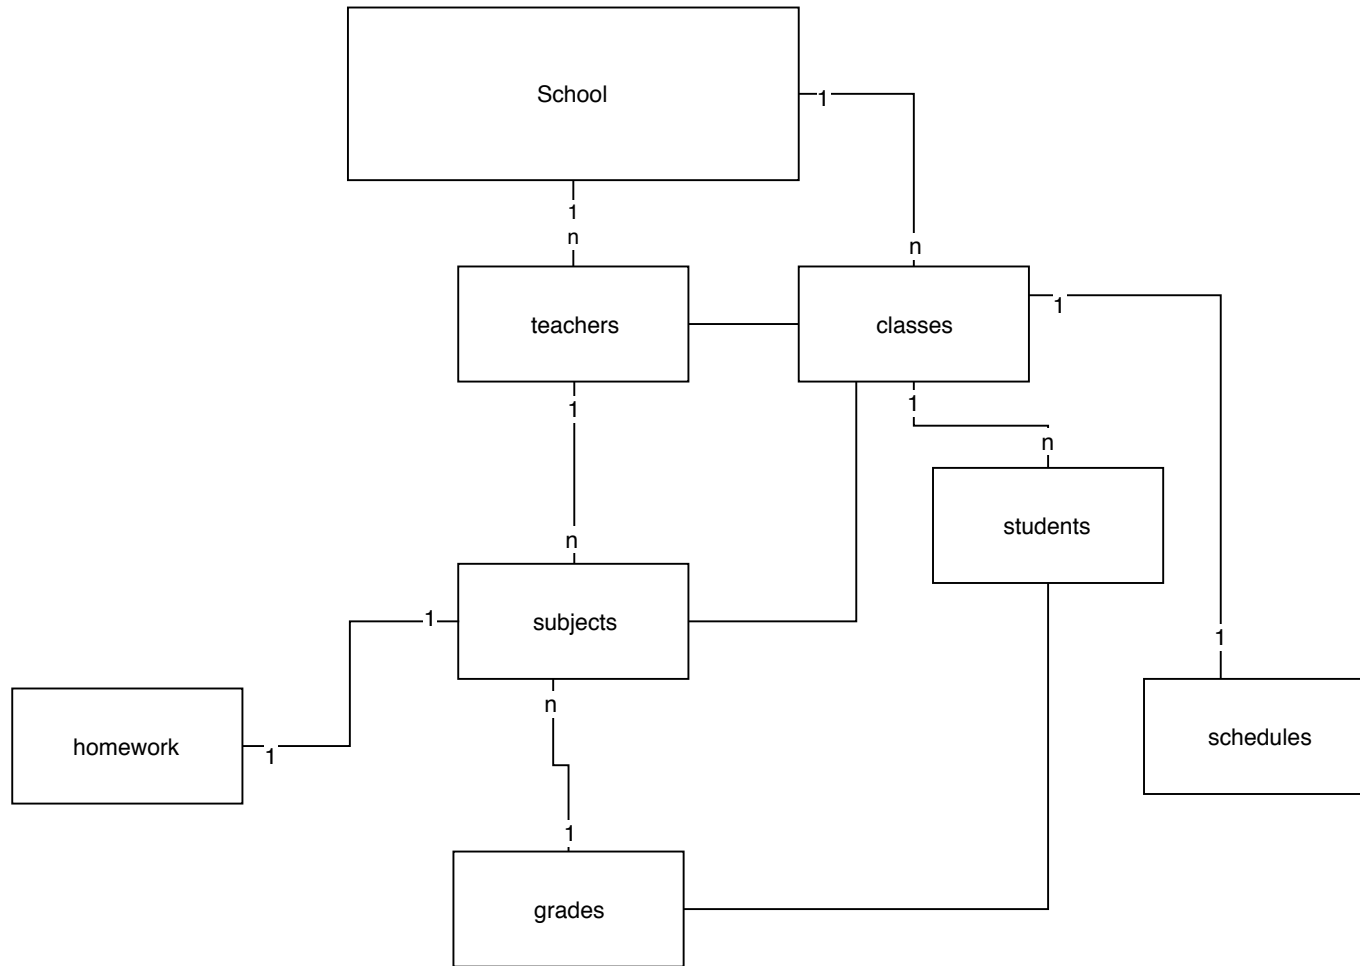 School
1
1
n
n
teachers
classes
1
1
1
n
students
n
subjects
1
1
n
homework
1
schedules
1
grades